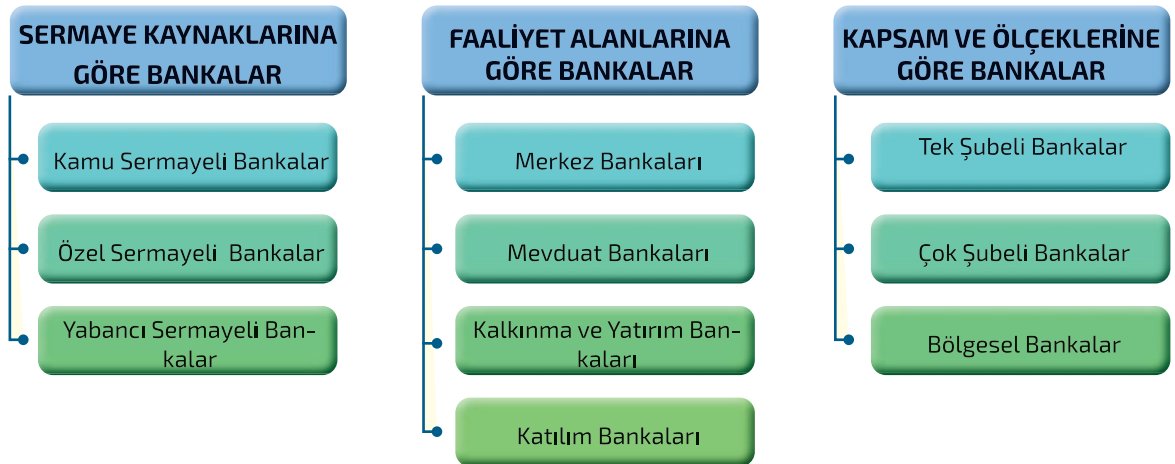 SERMAYE KAYNAKLARINA
GÖRE BANKALAR
Kamu Sermayeli Bankalar
Özel Sermayeli Bankalar
Yabancı Sermayeli Ban-
kalar
FAALİYET ALANLARINA
GÖRE BANKALAR
Merkez Bankaları
Mevduat Bankaları
Kalkınma ve Yatırım Ban-
kaları
Katılım Bankaları
KAPSAM VE ÖLÇEKLERİNE
GÖRE BANKALAR
Tek Şubeli Bankalar
Çok Şubeli Bankalar
Bölgesel Bankalar